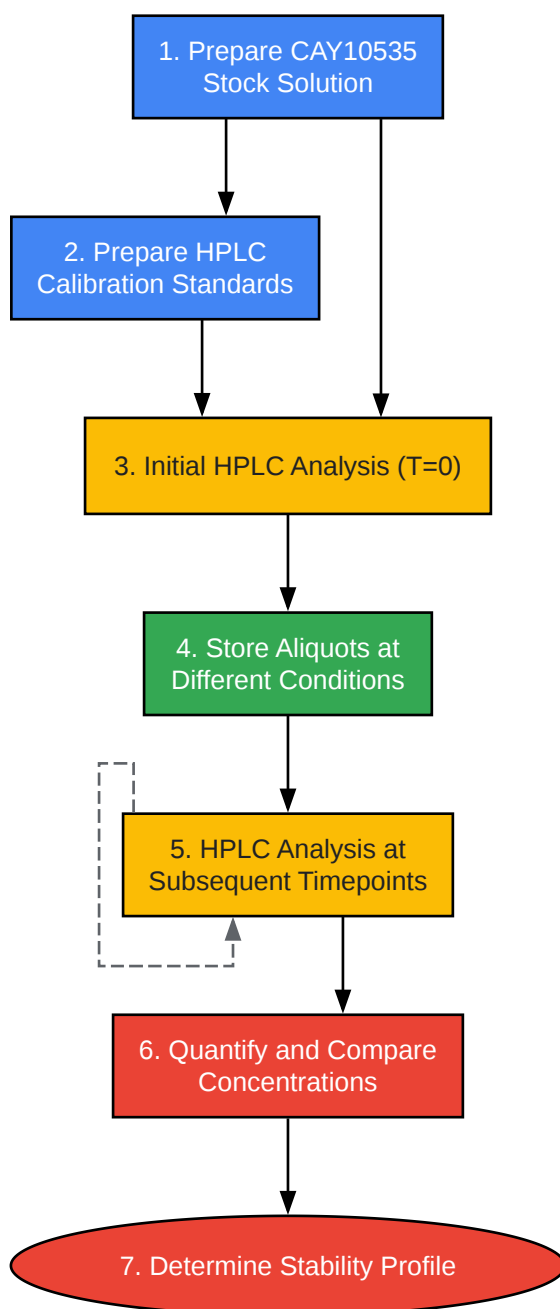 1. Prepare CAY10535
Stock Solution
2. Prepare HPLC
Calibration Standards
3. Initial HPLC Analysis (T=0)
4. Store Aliquots at
Different Conditions
5. HPLC Analysis at
Subsequent Timepoints
6. Quantify and Compare
Concentrations
7. Determine Stability Profile